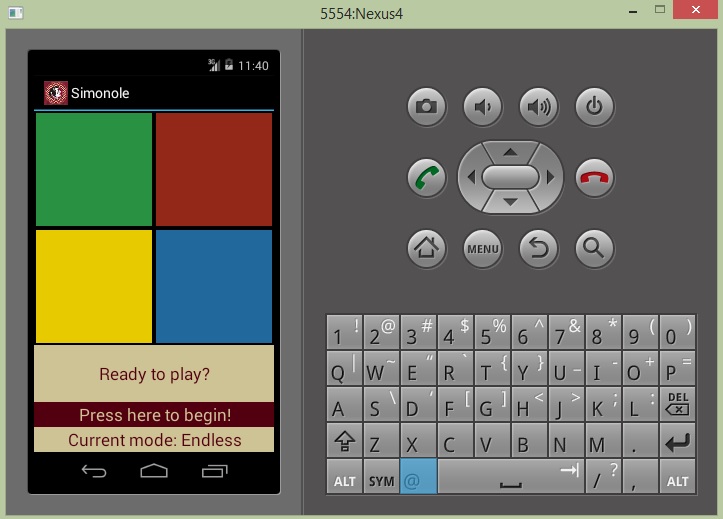 5554:Nexus4
3G 11:40
Simonole
Ready to play?
Press here to begin!
Current mode: Endless
MENU
1 ! 2 @ 3 # 4 $ 5 % 6 ^ 7 & 8 * 9 ( 0 )
Q | W ~ E " R ` T { Y } U _ I - O + P =
A S \ D ' F [ G ] H < J > K ; L : DEL
Z X C V B N M .
ALT SYM @ / ? , ALT